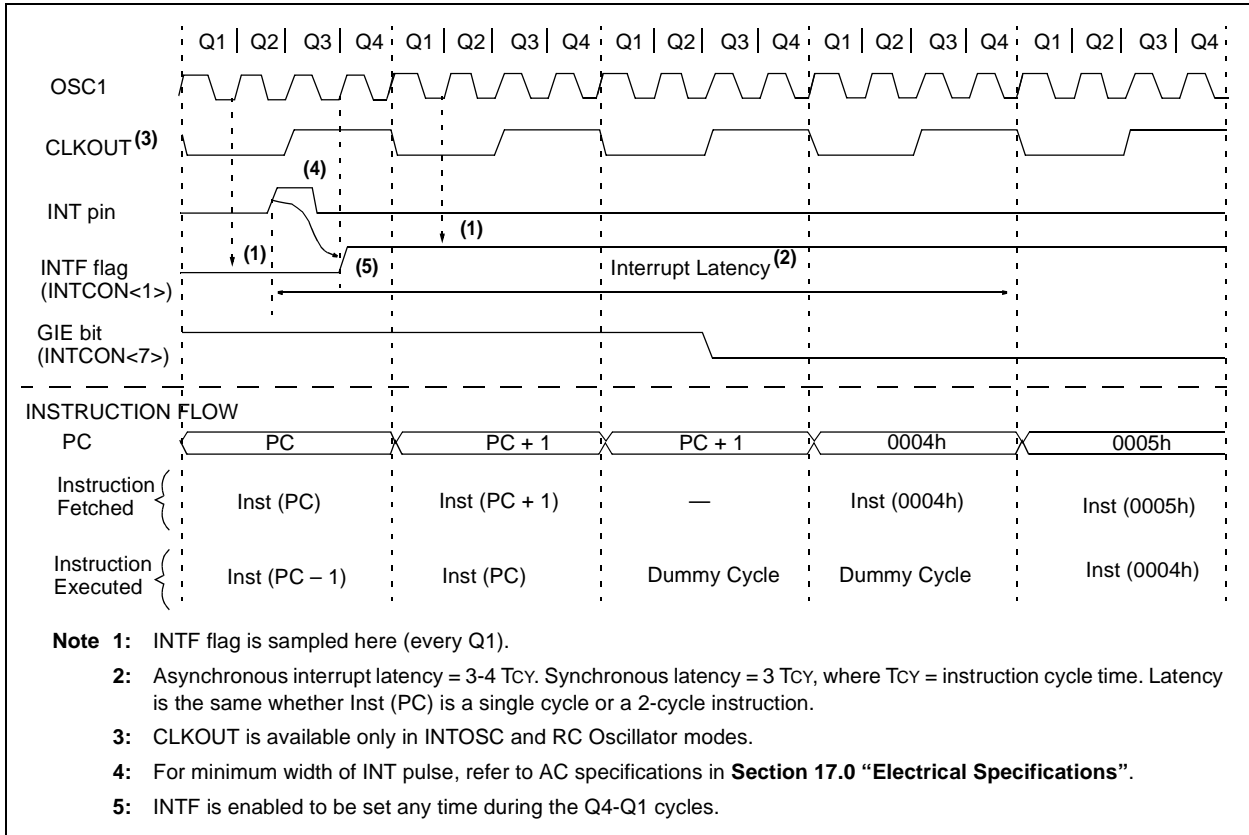 Q1 Q2 Q3 Q4 Q1 Q2 Q3 Q4 Q1 Q2 Q3 Q4 Q1 Q2 Q3 Q4 Q1 Q2 Q3 Q4
OSC1
CLKOUT (3)
(4)
INT pin
(1)
(1)
INTF flag
(INTCON<1>)
(5)
Interrupt Latency (2)
GIE bit
(INTCON<7>)
INSTRUCTION FLOW
PC PC PC + 1 PC + 1 0004h 0005h
Instruction
Fetched
Inst (PC) Inst (PC + 1) — Inst (0004h) Inst (0005h)
Instruction
Executed
Inst (PC – 1) Inst (PC) Dummy Cycle Dummy Cycle Inst (0004h)
Note 1: INTF flag is sampled here (every Q1).
2: Asynchronous interrupt latency = 3-4 TCY. Synchronous latency = 3 TCY, where TCY = instruction cycle time. Latency
is the same whether Inst (PC) is a single cycle or a 2-cycle instruction.
3: CLKOUT is available only in INTOSC and RC Oscillator modes.
4: For minimum width of INT pulse, refer to AC specifications in Section 17.0 “Electrical Specifications”.
5: INTF is enabled to be set any time during the Q4-Q1 cycles.